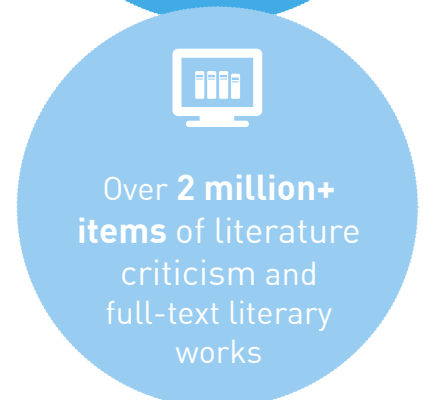 Over 2 million+
items of literature
criticism and
full-text literary
works